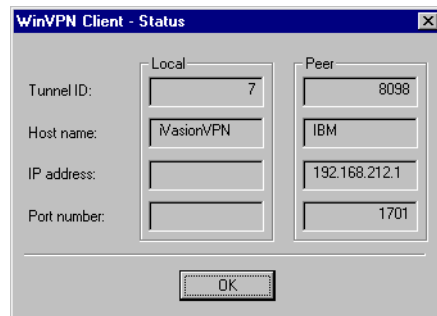 WinVPN Client - Status
Local Peer
Tunnel ID: 7 8098
Host name: iVasionVPN IBM
IP address: 192.168.212.1
Port number: 1701
OK